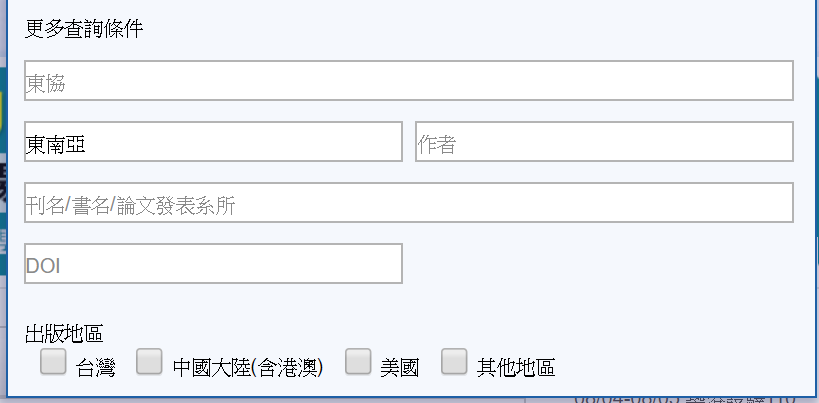 更多查詢條件
東協
東南亞 作者
刊名/書名/論文發表系所
DOI
出版地區
台灣 中國大陸(含港澳) 美國 其他地區